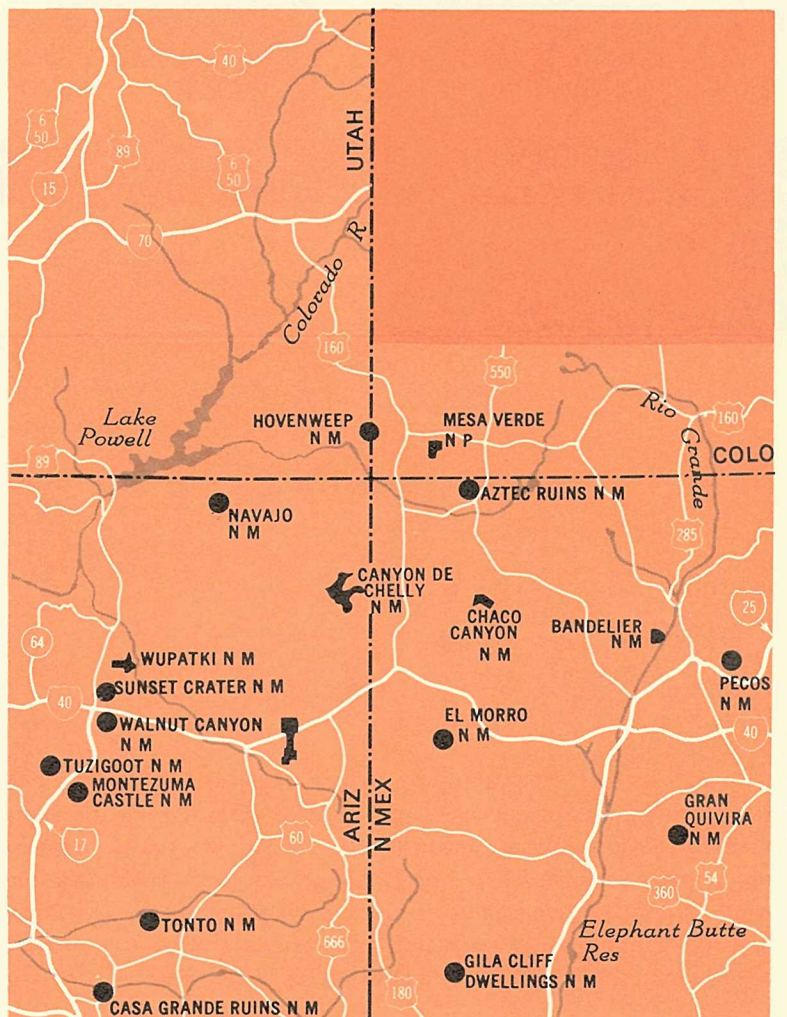 40
6
50
UTAH
89
6
50
15
70
Colorado R
160
550
Lake
Powell
HOVENWEEP
N M
MESA VERDE
N P
Rio Grande
160
89
COLO
AZTEC RUINS N M
NAVAJO
N M
285
CANYON DE
CHELLY
N M
CHACO
CANYON
N M
BANDELIER
N M
25
64
WUPATKI N M
PECOS
N M
SUNSET CRATER N M
40
WALNUT CANYON
N M
EL MORRO
N M
40
TUZIGOOT N M
MONTEZUMA
CASTLE N M
ARIZ
N MEX
GRAN
QUIVIRA
N M
17
60
54
360
TONTO N M
666
Elephant Butte
Res
GILA CLIFF
DWELLINGS N M
180
CASA GRANDE RUINS N M